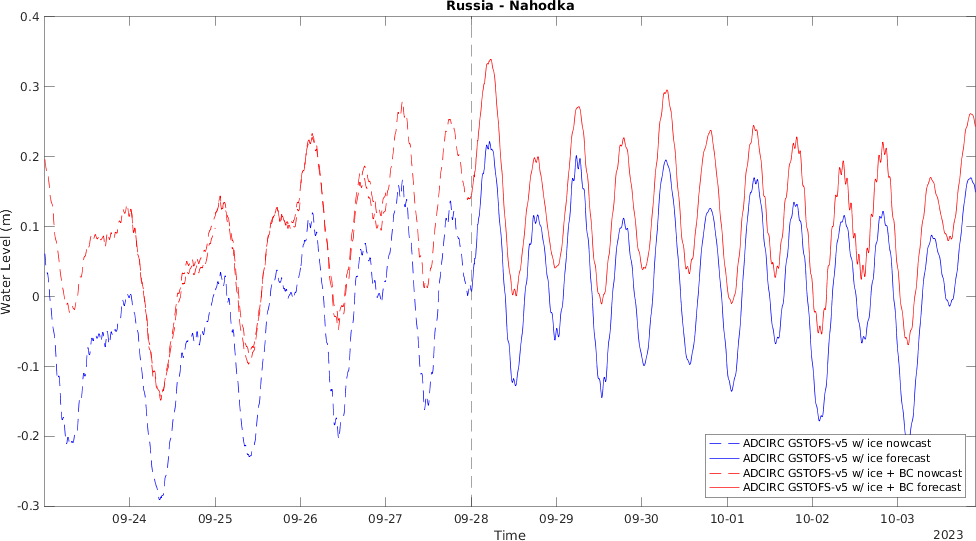 Russia - Nahodka
0.4
0.3
0.2
0.1
0
-0.1
-0.2
-0.3
Water Level (m)
ADCIRC GSTOFS-v5 w/ ice nowcast
ADCIRC GSTOFS-v5 w/ ice forecast
ADCIRC GSTOFS-v5 w/ ice + BC nowcast
ADCIRC GSTOFS-v5 w/ ice + BC forecast
09-24 09-25 09-26 09-27 09-28 09-29 09-30 10-01 10-02 10-03
Time
2023